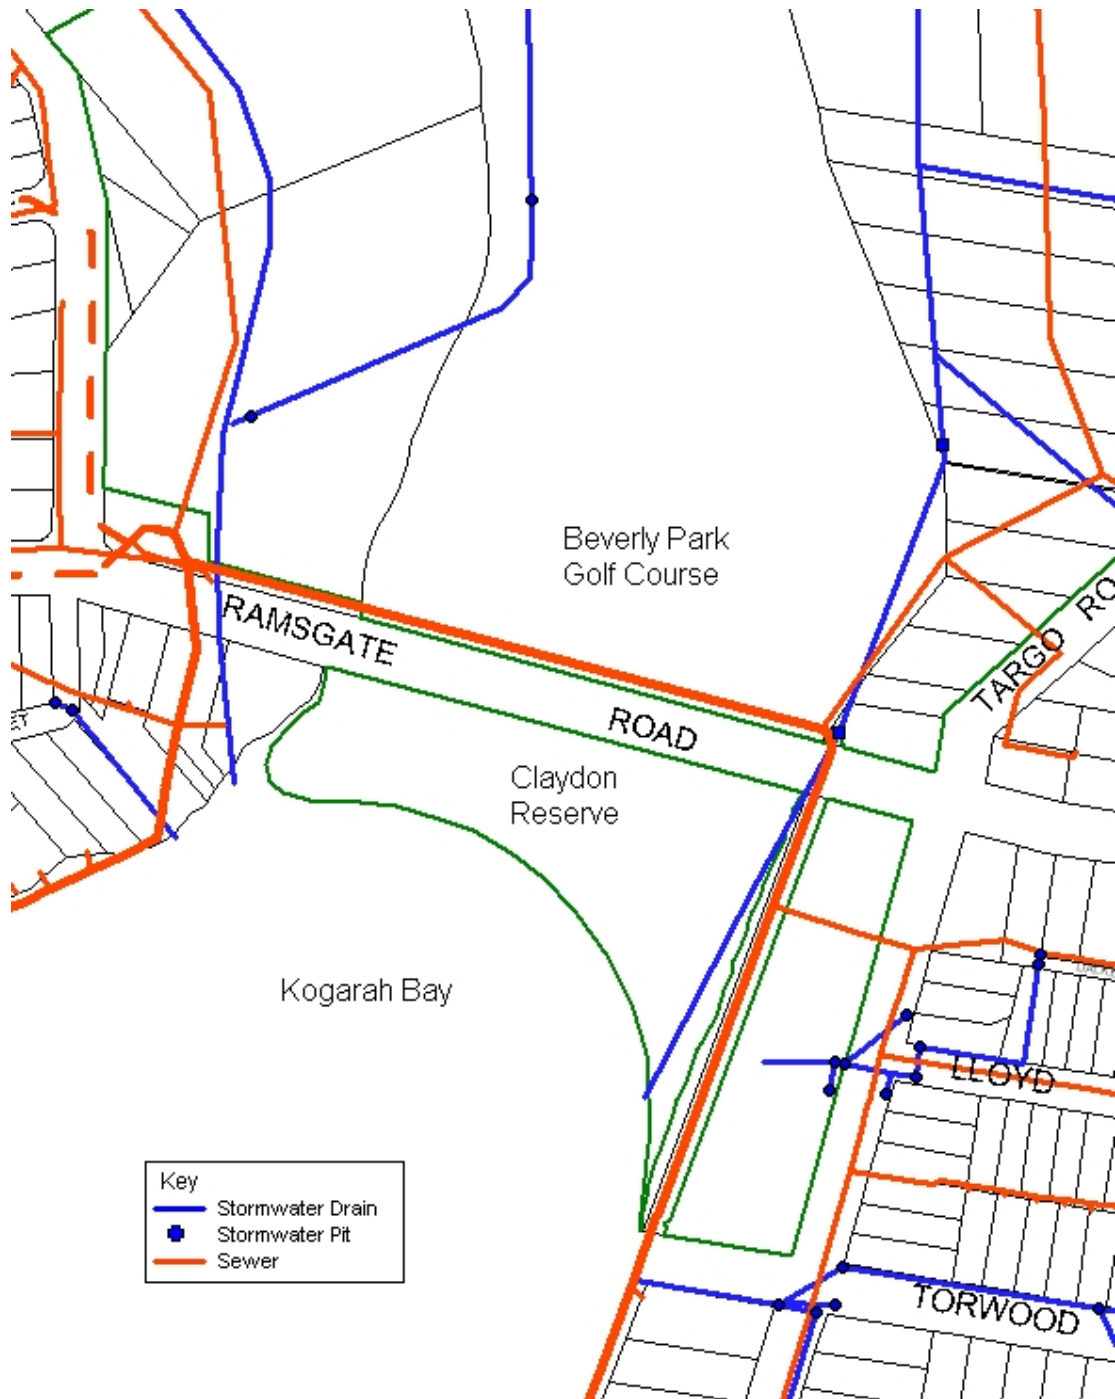 Beverly Park
Golf Course
RAMSGATE
ROAD
TARGO RO
Claydon
Reserve
ET
Kogarah Bay
LLOYD
Key
Stormwater Drain
Stormwater Pit
Sewer
TORWOOD